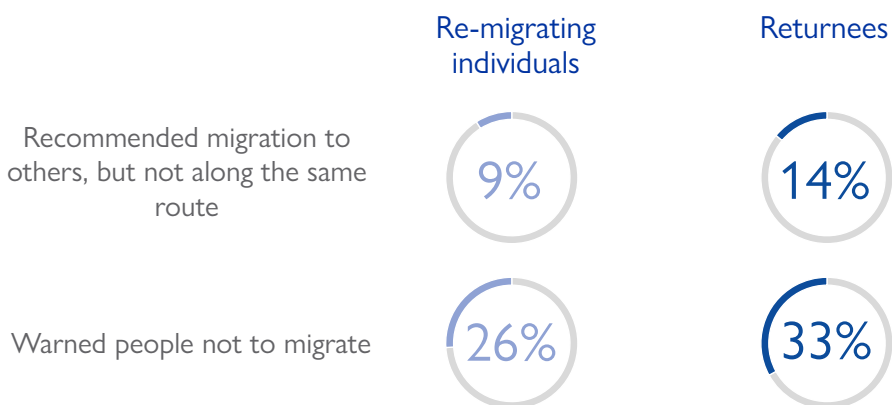 Re-migrating
individuals
Returnees
Recommended migration to
others, but not along the same
route
9%
14%
Warned people not to migrate
26%
33%